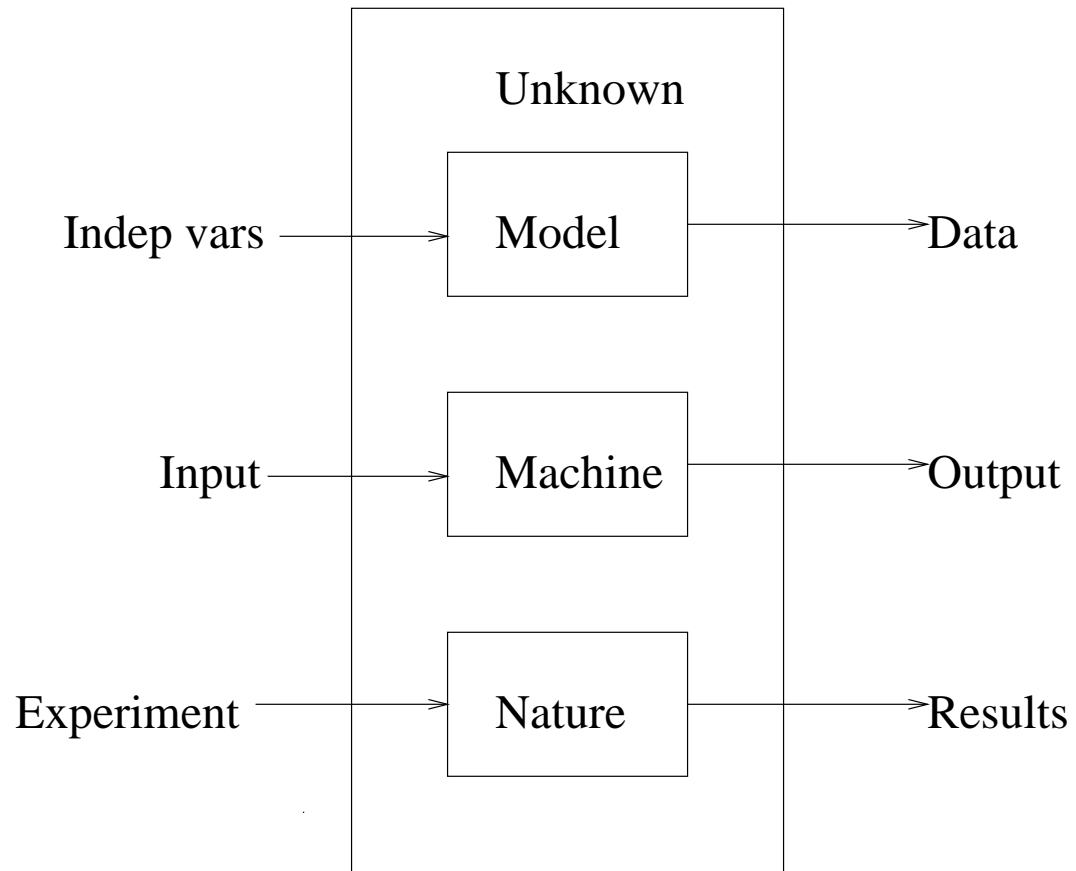 Unknown
Indep vars
Model
Data
Input
Machine
Output
Experiment
Nature
Results